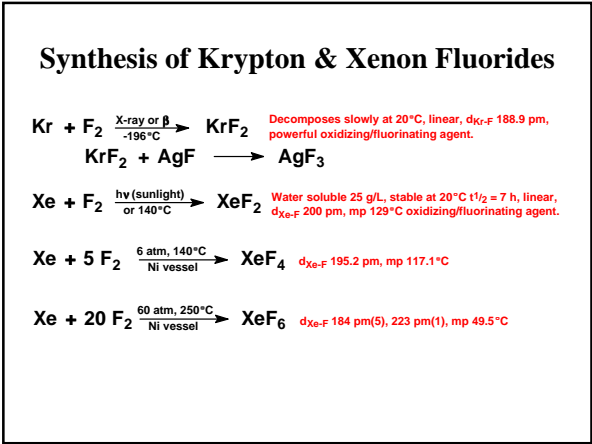 Synthesis of Krypton & Xenon Fluorides
Kr + F2 X-ray or β -196°C KrF2 Decomposes slowly at 20°C, linear, dKr-F 188.9 pm,
powerful oxidizing/fluorinating agent.
KrF2 + AgF AgF3
Xe + F2 hν (sunlight) or 140°C XeF2 Water soluble 25 g/L, stable at 20°C t1/2 = 7 h, linear,
dXe-F 200 pm, mp 129°C oxidizing/fluorinating agent.
Xe + 5 F2 6 atm, 140°C Ni vessel XeF4 dXe-F 195.2 pm, mp 117.1°C
Xe + 20 F2 60 atm, 250°C Ni vessel XeF6 dXe-F 184 pm(5), 223 pm(1), mp 49.5°C